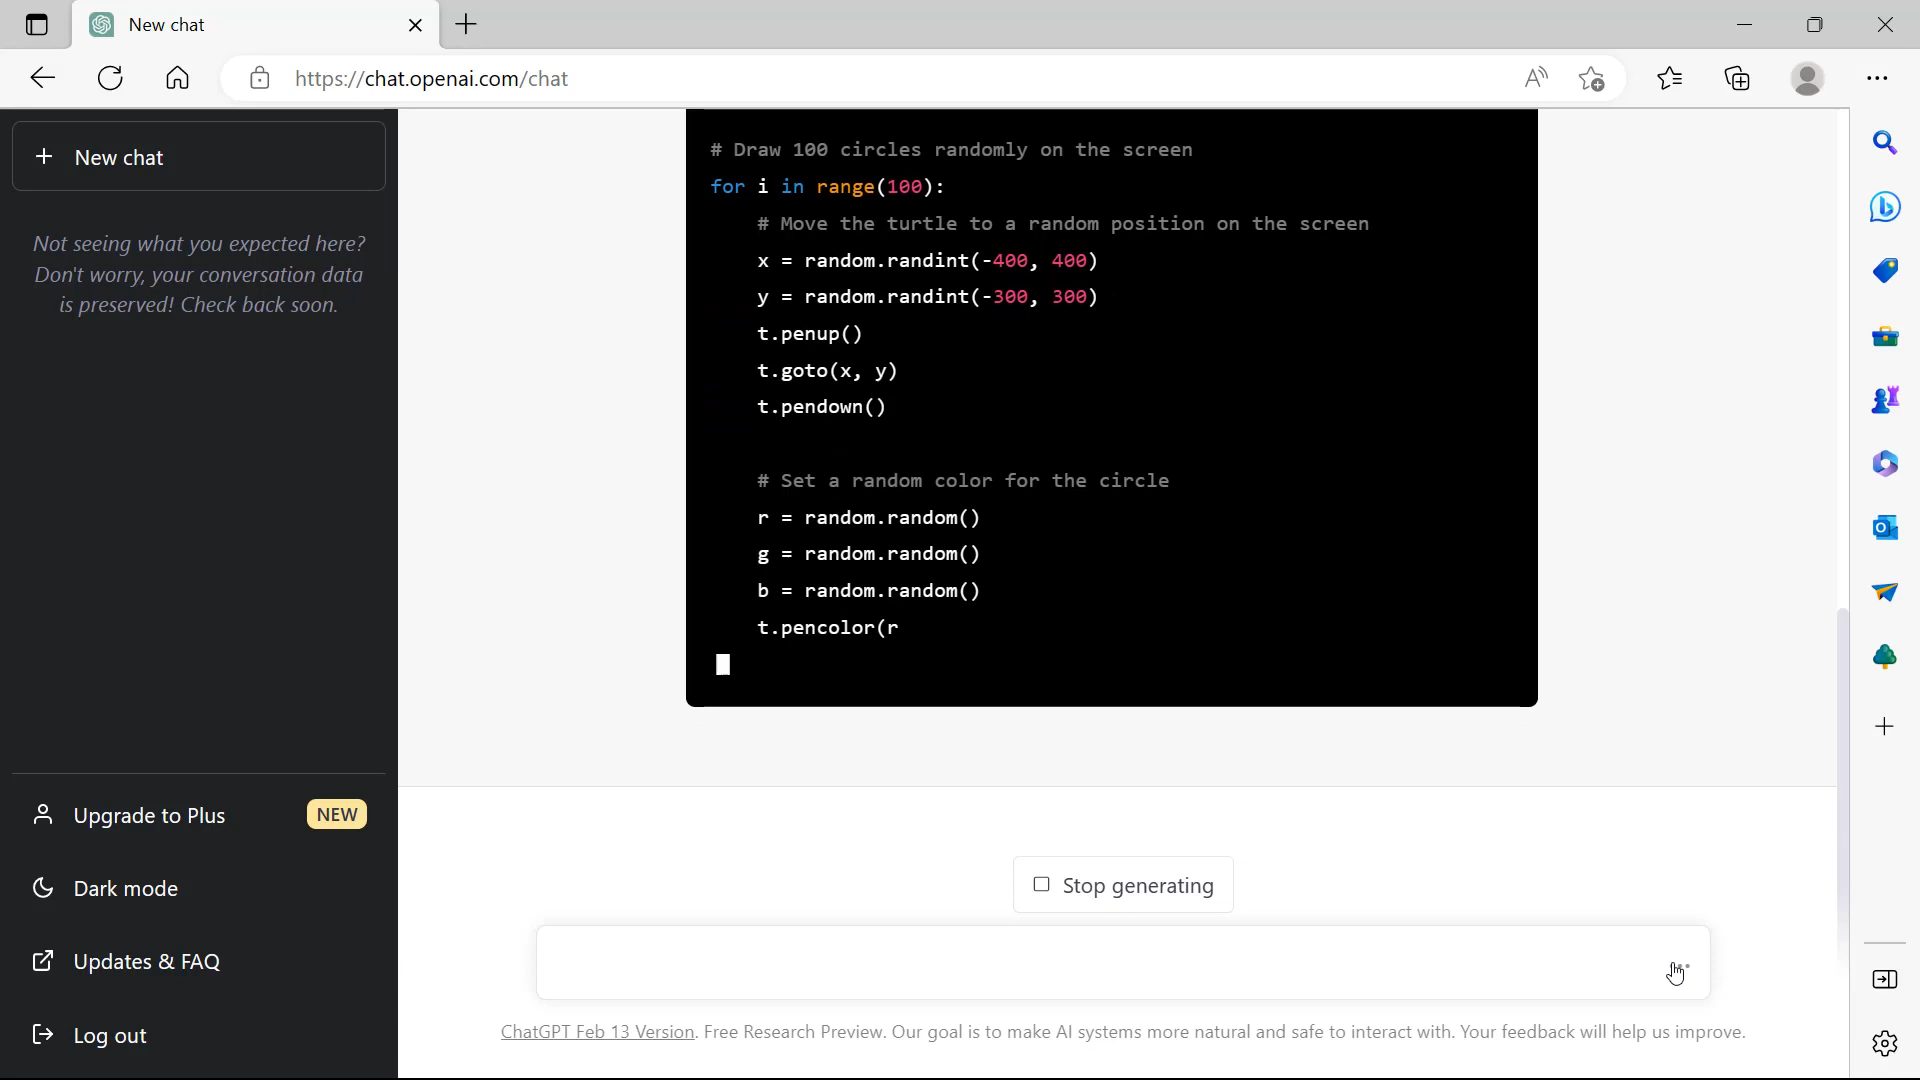 New chat
https://chat.openai.com/chat
New chat
Not seeing what you expected here?
Don't worry, your conversation data
is preserved! Check back soon.
# Draw 100 circles randomly on the screen
for i in range(100):
    # Move the turtle to a random position on the screen
    x = random.randint(-400, 400)
    y = random.randint(-300, 300)
    t.penup()
    t.goto(x, y)
    t.pendown()
    # Set a random color for the circle
    r = random.random()
    g = random.random()
    b = random.random()
    t.pencolor(r
Upgrade to Plus NEW
Dark mode
Updates & FAQ
Log out
Stop generating
ChatGPT Feb 13 Version. Free Research Preview. Our goal is to make AI systems more natural and safe to interact with. Your feedback will help us improve.